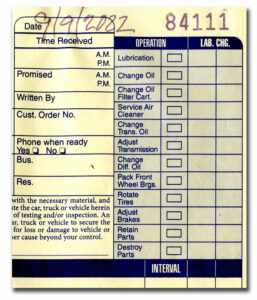 Date 9/9/2082 84111
Time Received OPERATION LAB. CHG.
A.M.
P.M.
Lubrication
Promised A.M.
P.M.
Change Oil
Written By
Change Oil
Filter Cart.
Cust. Order No.
Service Air
Cleaner
Change
Trans. Oil
Phone when ready
Yes No
Adjust
Transmission
Bus.
Change
Diff. Oil
Res.
Pack Front
Wheel Brgs.
with the necessary material, and
ate the car, truck or vehicle herein
of testing and/or inspection. An
ar, truck or vehicle to secure the
for loss or damage to vehicle or
her cause beyond your control.
Rotate
Tires
Adjust
Brakes
Retain
Parts
Destroy
Parts
INTERVAL